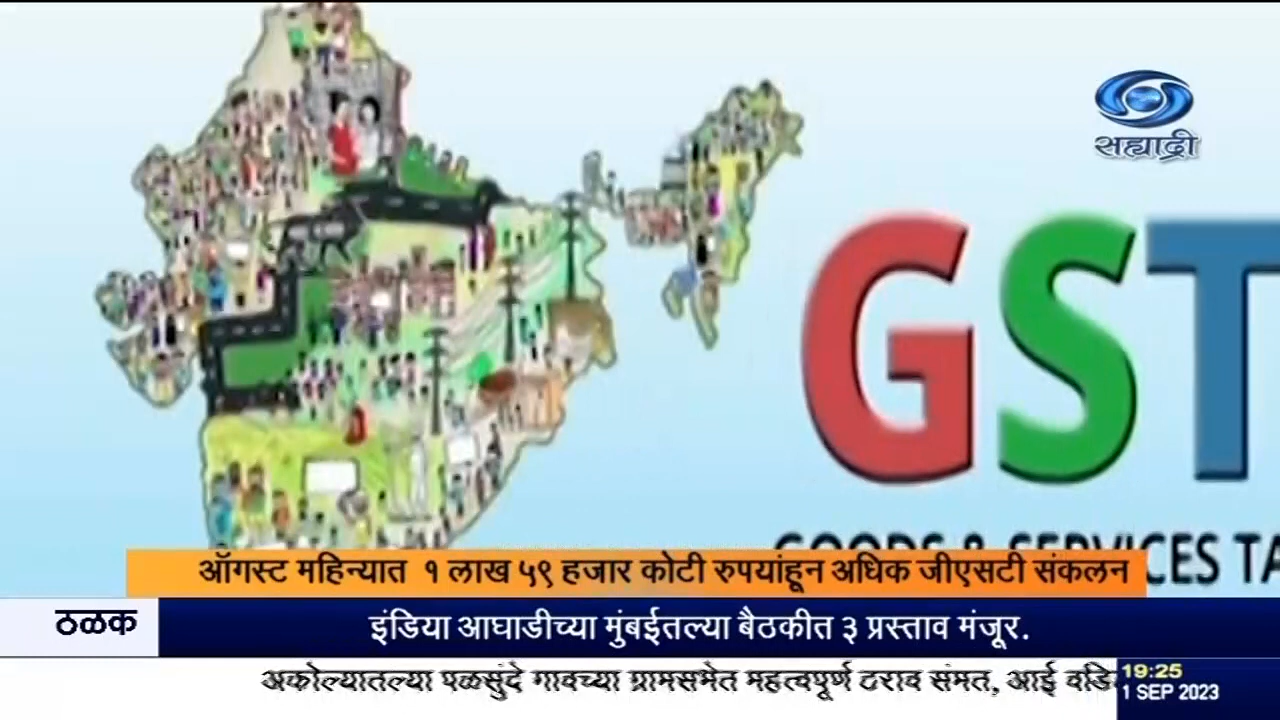 सह्याद्री
GST
GOODS & SERVICES TA
ऑगस्ट महिन्यात १ लाख ५९ हजार कोटी रुपयांहून अधिक जीएसटी संकलन
ठळक
इंडिया आघाडीच्या मुंबईतल्या बैठकीत ३ प्रस्ताव मंजूर.
अकोल्यातल्या पळसुंदे गावच्या ग्रामसभेत महत्वपूर्ण टराव संमत, आई वडि
19:25
1 SEP 2023